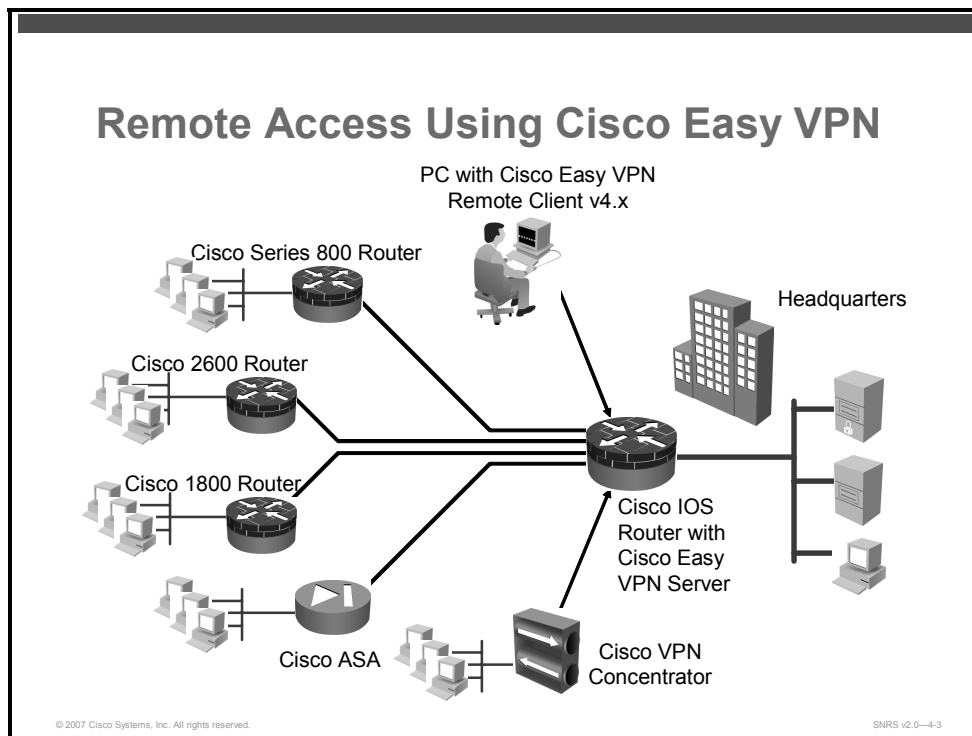 Remote Access Using Cisco Easy VPN
PC with Cisco Easy VPN
Remote Client v4.x
Cisco Series 800 Router
Headquarters
Cisco 2600 Router
Cisco 1800 Router
Cisco IOS
Router with
Cisco Easy
VPN Server
Cisco ASA
Cisco VPN
Concentrator
© 2007 Cisco Systems, Inc. All rights reserved.
SNRS v2.0—4-3